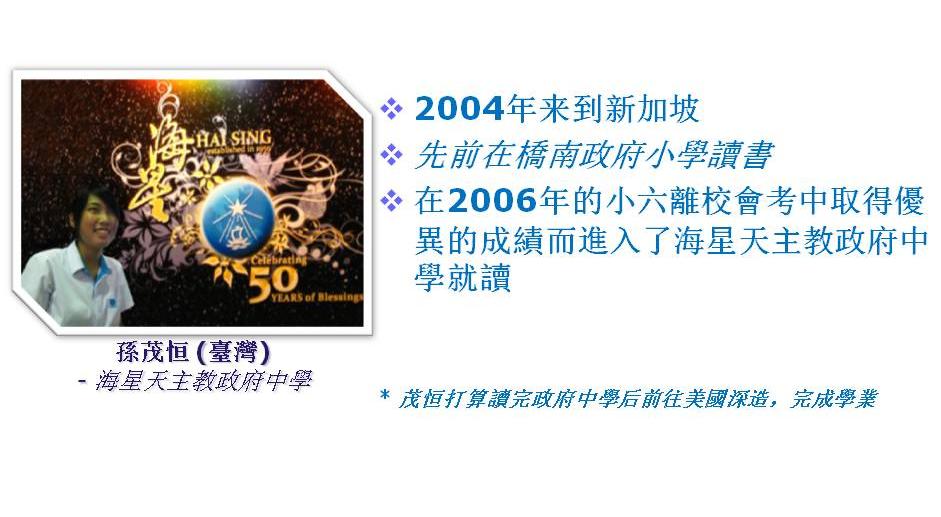 海星
HAI SING
established in 1959
Celebrating
50
YEARS of Blessings
孫茂恒 (臺灣)
- 海星天主教政府中學
❖ 2004年来到新加坡
❖ 先前在橋南政府小學讀書
❖ 在2006年的小六離校會考中取得優
異的成績而進入了海星天主教政府中
學就讀
* 茂恒打算讀完政府中學后前往美國深造，完成學業